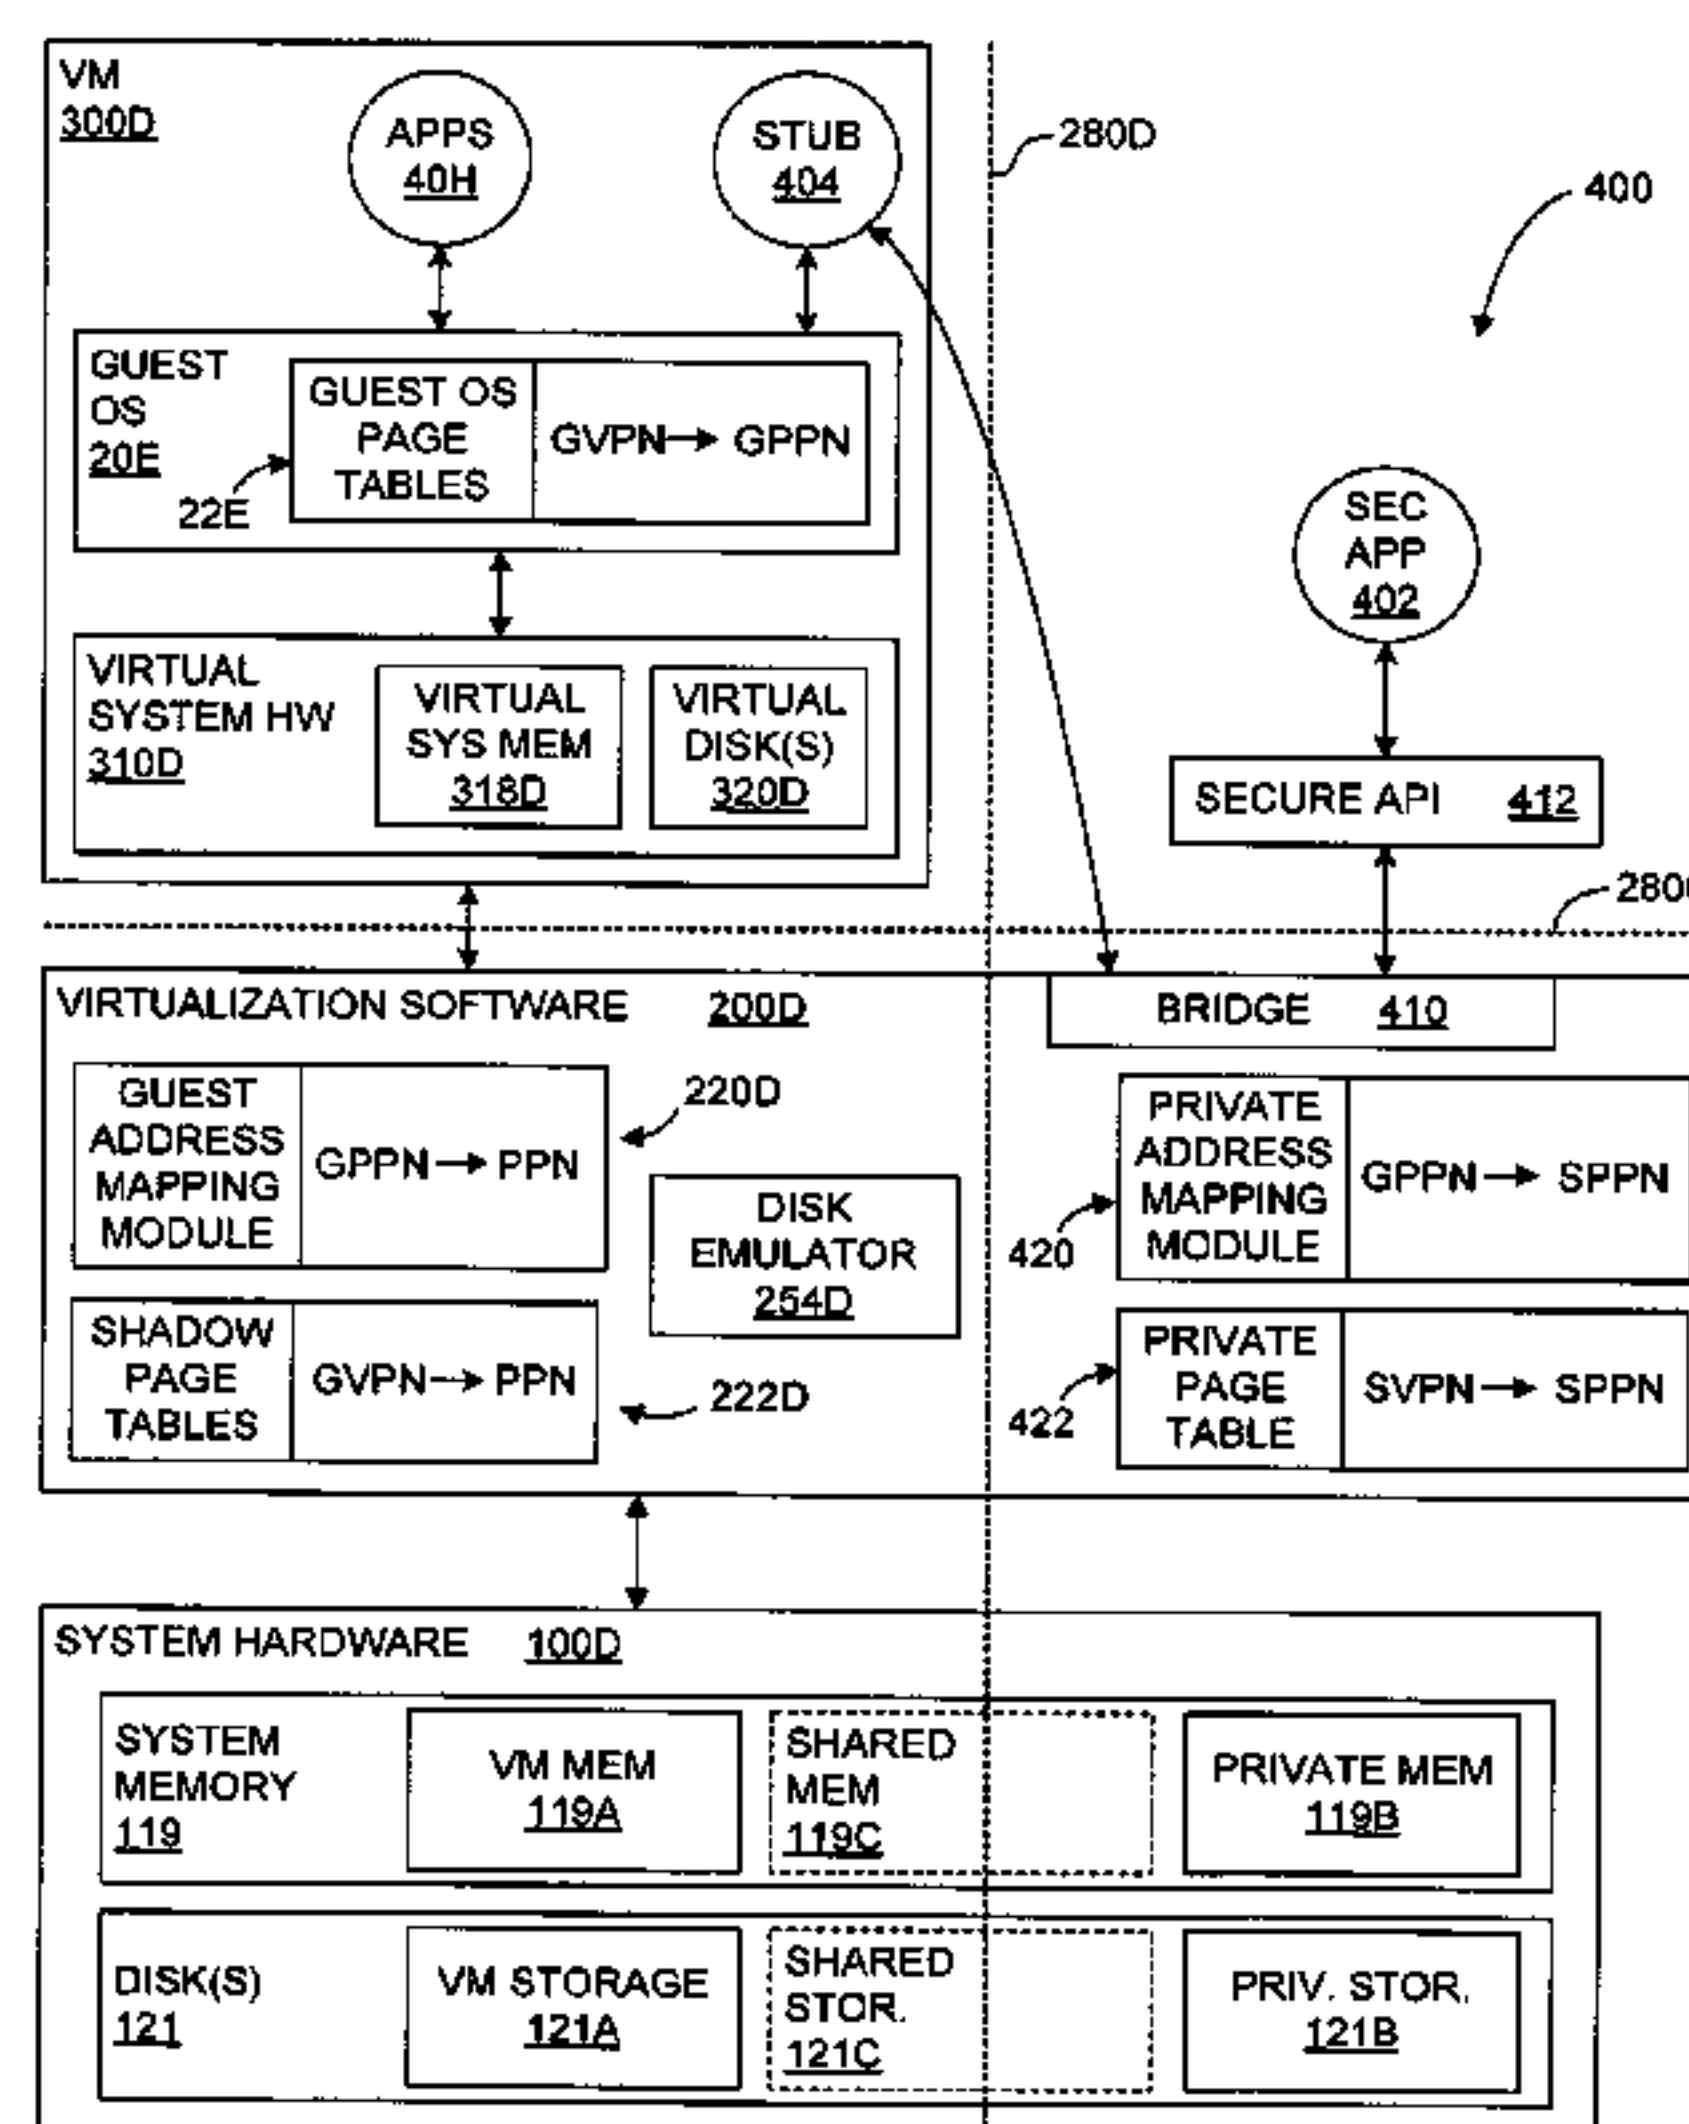 VM
300D
APPS
40H
STUB
404
280D
400
GUEST
OS
20E
22E
GUEST OS
PAGE
TABLES
GVPN→ GPPN
SEC
APP
402
VIRTUAL
SYSTEM HW
310D
VIRTUAL
SYS MEM
318D
VIRTUAL
DISK(S)
320D
SECURE API 412
VIRTUALIZATION SOFTWARE 200D
BRIDGE 410
GUEST
ADDRESS
MAPPING
MODULE
GPPN→ PPN
220D
DISK
EMULATOR
254D
PRIVATE
ADDRESS
MAPPING
MODULE
GPPN→ SPPN
420
SHADOW
PAGE
TABLES
GVPN→ PPN
222D
PRIVATE
PAGE
TABLE
SVPN→ SPPN
422
SYSTEM HARDWARE 100D
SYSTEM
MEMORY
119
VM MEM
119A
SHARED
MEM
119C
PRIVATE MEM
119B
DISK(S)
121
VM STORAGE
121A
SHARED
STOR.
121C
PRIV. STOR.
121B